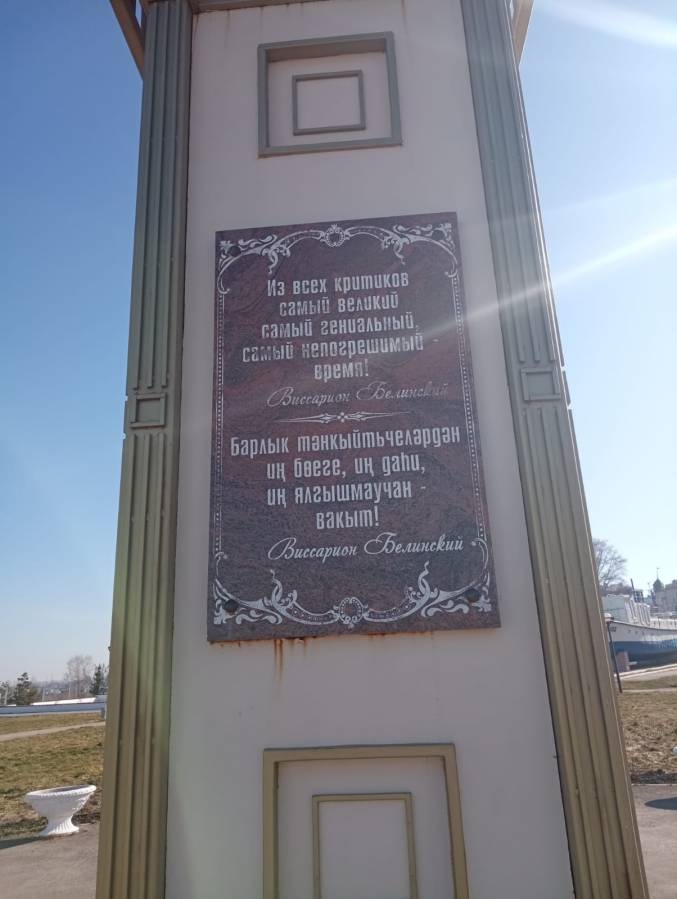 Из всех критиков
самый великий
самый гениальный,
самый непогрешимый -
время!
Виссарион Белинский
Барлык тәнкыйтьчеләрдән
иң бөеге, иң даһи,
иң ялгышмаучан -
вакыт!
Виссарион Белинский